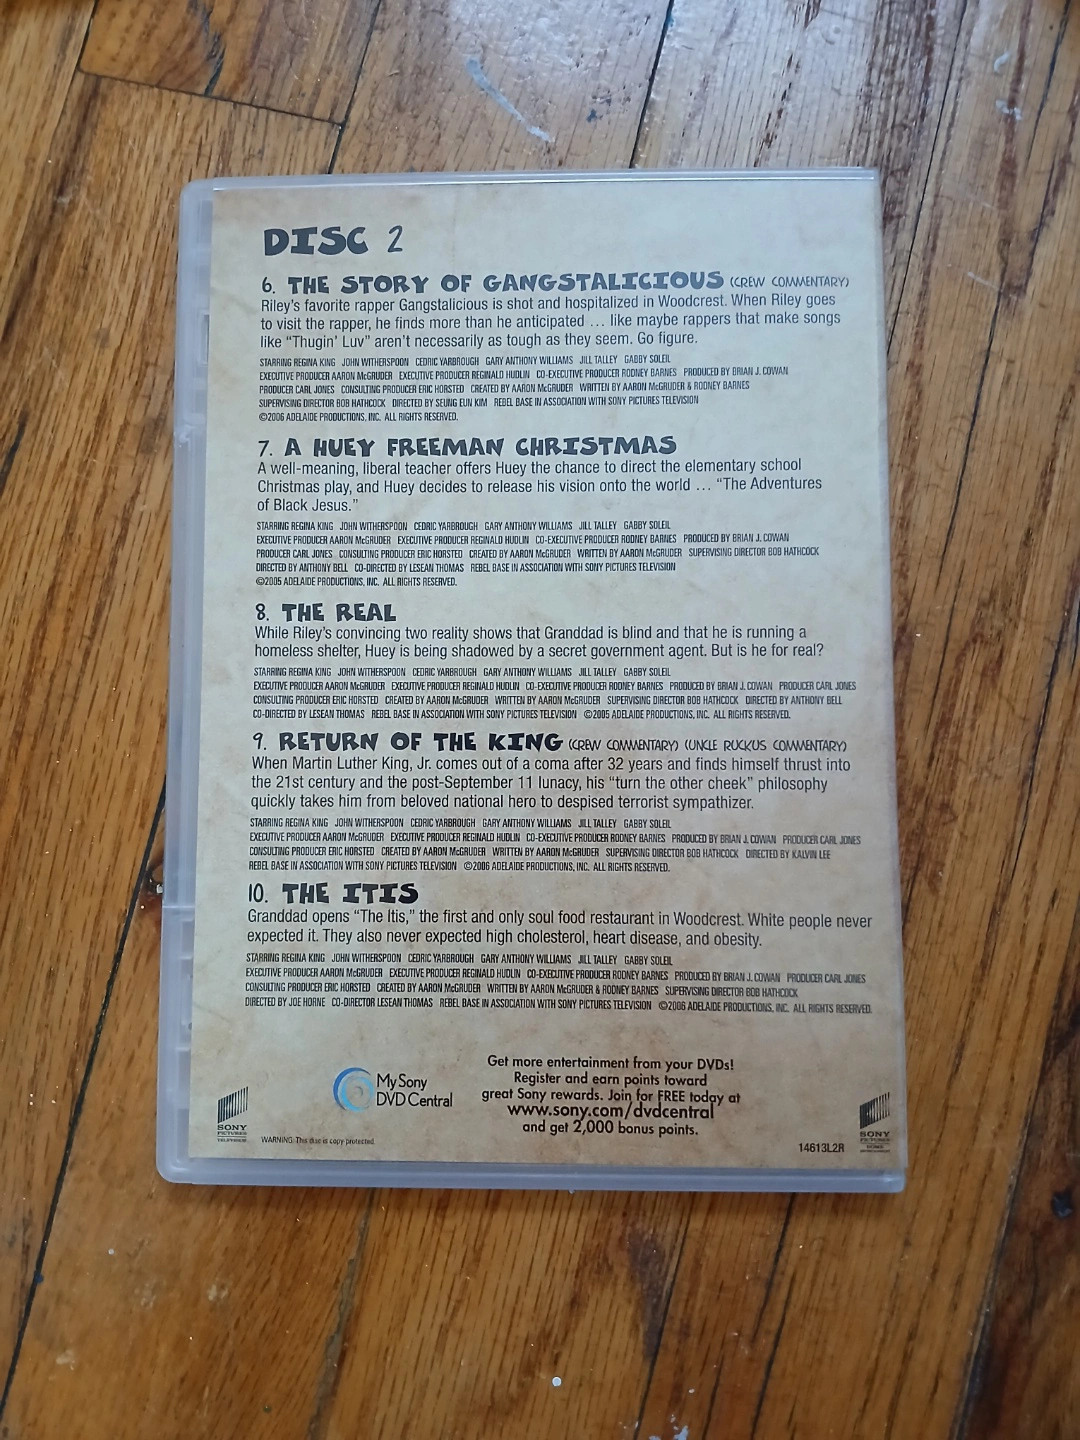 DISC 2
6. THE STORY OF GANGSTALICIOUS (CREW COMMENTARY)
Riley's favorite rapper Gangstalicious is shot and hospitalized in Woodcrest. When Riley goes
to visit the rapper, he finds more than he anticipated … like maybe rappers that make songs
like “Thugin’ Luv” aren’t necessarily as tough as they seem. Go figure.
STARRING REGINA KING JOHN WITHERSPOON CEDRIC YARBROUGH GARY ANTHONY WILLIAMS JILL TALLEY GABBY SOLEIL
EXECUTIVE PRODUCER AARON McGRUDER EXECUTIVE PRODUCER REGINALD HUDLIN CO-EXECUTIVE PRODUCER RODNEY BARNES PRODUCED BY BRIAN J. COWAN
PRODUCER CARL JONES CONSULTING PRODUCER ERIC HORSTED CREATED BY AARON McGRUDER WRITTEN BY AARON McGRUDER & RODNEY BARNES
SUPERVISING DIRECTOR BOB HATHCOCK DIRECTED BY SEUNG EUN KIM REBEL BASE IN ASSOCIATION WITH SONY PICTURES TELEVISION
©2006 ADELAIDE PRODUCTIONS, INC. ALL RIGHTS RESERVED.
7. A HUEY FREEMAN CHRISTMAS
A well-meaning, liberal teacher offers Huey the chance to direct the elementary school
Christmas play, and Huey decides to release his vision onto the world … “The Adventures
of Black Jesus.”
STARRING REGINA KING JOHN WITHERSPOON CEDRIC YARBROUGH GARY ANTHONY WILLIAMS JILL TALLEY GABBY SOLEIL
EXECUTIVE PRODUCER AARON McGRUDER EXECUTIVE PRODUCER REGINALD HUDLIN CO-EXECUTIVE PRODUCER RODNEY BARNES PRODUCED BY BRIAN J. COWAN
PRODUCER CARL JONES CONSULTING PRODUCER ERIC HORSTED CREATED BY AARON McGRUDER WRITTEN BY AARON McGRUDER SUPERVISING DIRECTOR BOB HATHCOCK
DIRECTED BY ANTHONY BELL CO-DIRECTED BY LESEAN THOMAS REBEL BASE IN ASSOCIATION WITH SONY PICTURES TELEVISION
©2005 ADELAIDE PRODUCTIONS, INC. ALL RIGHTS RESERVED.
8. THE REAL
While Riley’s convincing two reality shows that Granddad is blind and that he is running a
homeless shelter, Huey is being shadowed by a secret government agent. But is he for real?
STARRING REGINA KING JOHN WITHERSPOON CEDRIC YARBROUGH GARY ANTHONY WILLIAMS JILL TALLEY GABBY SOLEIL
EXECUTIVE PRODUCER AARON McGRUDER EXECUTIVE PRODUCER REGINALD HUDLIN CO-EXECUTIVE PRODUCER RODNEY BARNES PRODUCED BY BRIAN J. COWAN PRODUCER CARL JONES
CONSULTING PRODUCER ERIC HORSTED CREATED BY AARON McGRUDER WRITTEN BY AARON McGRUDER SUPERVISING DIRECTOR BOB HATHCOCK DIRECTED BY ANTHONY BELL
CO-DIRECTED BY LESEAN THOMAS REBEL BASE IN ASSOCIATION WITH SONY PICTURES TELEVISION ©2005 ADELAIDE PRODUCTIONS, INC. ALL RIGHTS RESERVED.
9. RETURN OF THE KING (CREW COMMENTARY) (UNCLE RUCKUS COMMENTARY)
When Martin Luther King, Jr. comes out of a coma after 32 years and finds himself thrust into
the 21st century and the post-September 11 lunacy, his “turn the other cheek” philosophy
quickly takes him from beloved national hero to despised terrorist sympathizer.
STARRING REGINA KING JOHN WITHERSPOON CEDRIC YARBROUGH GARY ANTHONY WILLIAMS JILL TALLEY GABBY SOLEIL
EXECUTIVE PRODUCER AARON McGRUDER EXECUTIVE PRODUCER REGINALD HUDLIN CO-EXECUTIVE PRODUCER RODNEY BARNES PRODUCED BY BRIAN J. COWAN PRODUCER CARL JONES
CONSULTING PRODUCER ERIC HORSTED CREATED BY AARON McGRUDER WRITTEN BY AARON McGRUDER SUPERVISING DIRECTOR BOB HATHCOCK DIRECTED BY KALVIN LEE
REBEL BASE IN ASSOCIATION WITH SONY PICTURES TELEVISION ©2006 ADELAIDE PRODUCTIONS, INC. ALL RIGHTS RESERVED.
10. THE ITIS
Granddad opens “The Itis,” the first and only soul food restaurant in Woodcrest. White people never
expected it. They also never expected high cholesterol, heart disease, and obesity.
STARRING REGINA KING JOHN WITHERSPOON CEDRIC YARBROUGH GARY ANTHONY WILLIAMS JILL TALLEY GABBY SOLEIL
EXECUTIVE PRODUCER AARON McGRUDER EXECUTIVE PRODUCER REGINALD HUDLIN CO-EXECUTIVE PRODUCER RODNEY BARNES PRODUCED BY BRIAN J. COWAN PRODUCER CARL JONES
CONSULTING PRODUCER ERIC HORSTED CREATED BY AARON McGRUDER WRITTEN BY AARON McGRUDER & RODNEY BARNES SUPERVISING DIRECTOR BOB HATHCOCK
DIRECTED BY JOE HORNE CO-DIRECTOR LESEAN THOMAS REBEL BASE IN ASSOCIATION WITH SONY PICTURES TELEVISION ©2006 ADELAIDE PRODUCTIONS, INC. ALL RIGHTS RESERVED.
My Sony
DVD Central
Get more entertainment from your DVDs!
Register and earn points toward
great Sony rewards. Join for FREE today at
www.sony.com/dvdcentral
and get 2,000 bonus points.
SONY
PICTURES
TELEVISION
WARNING: This disc is copy protected.
14613L2R
SONY
PICTURES